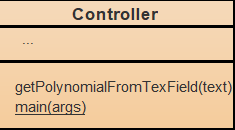 Controller
...
getPolynomialFromTexField(text)
main(args)